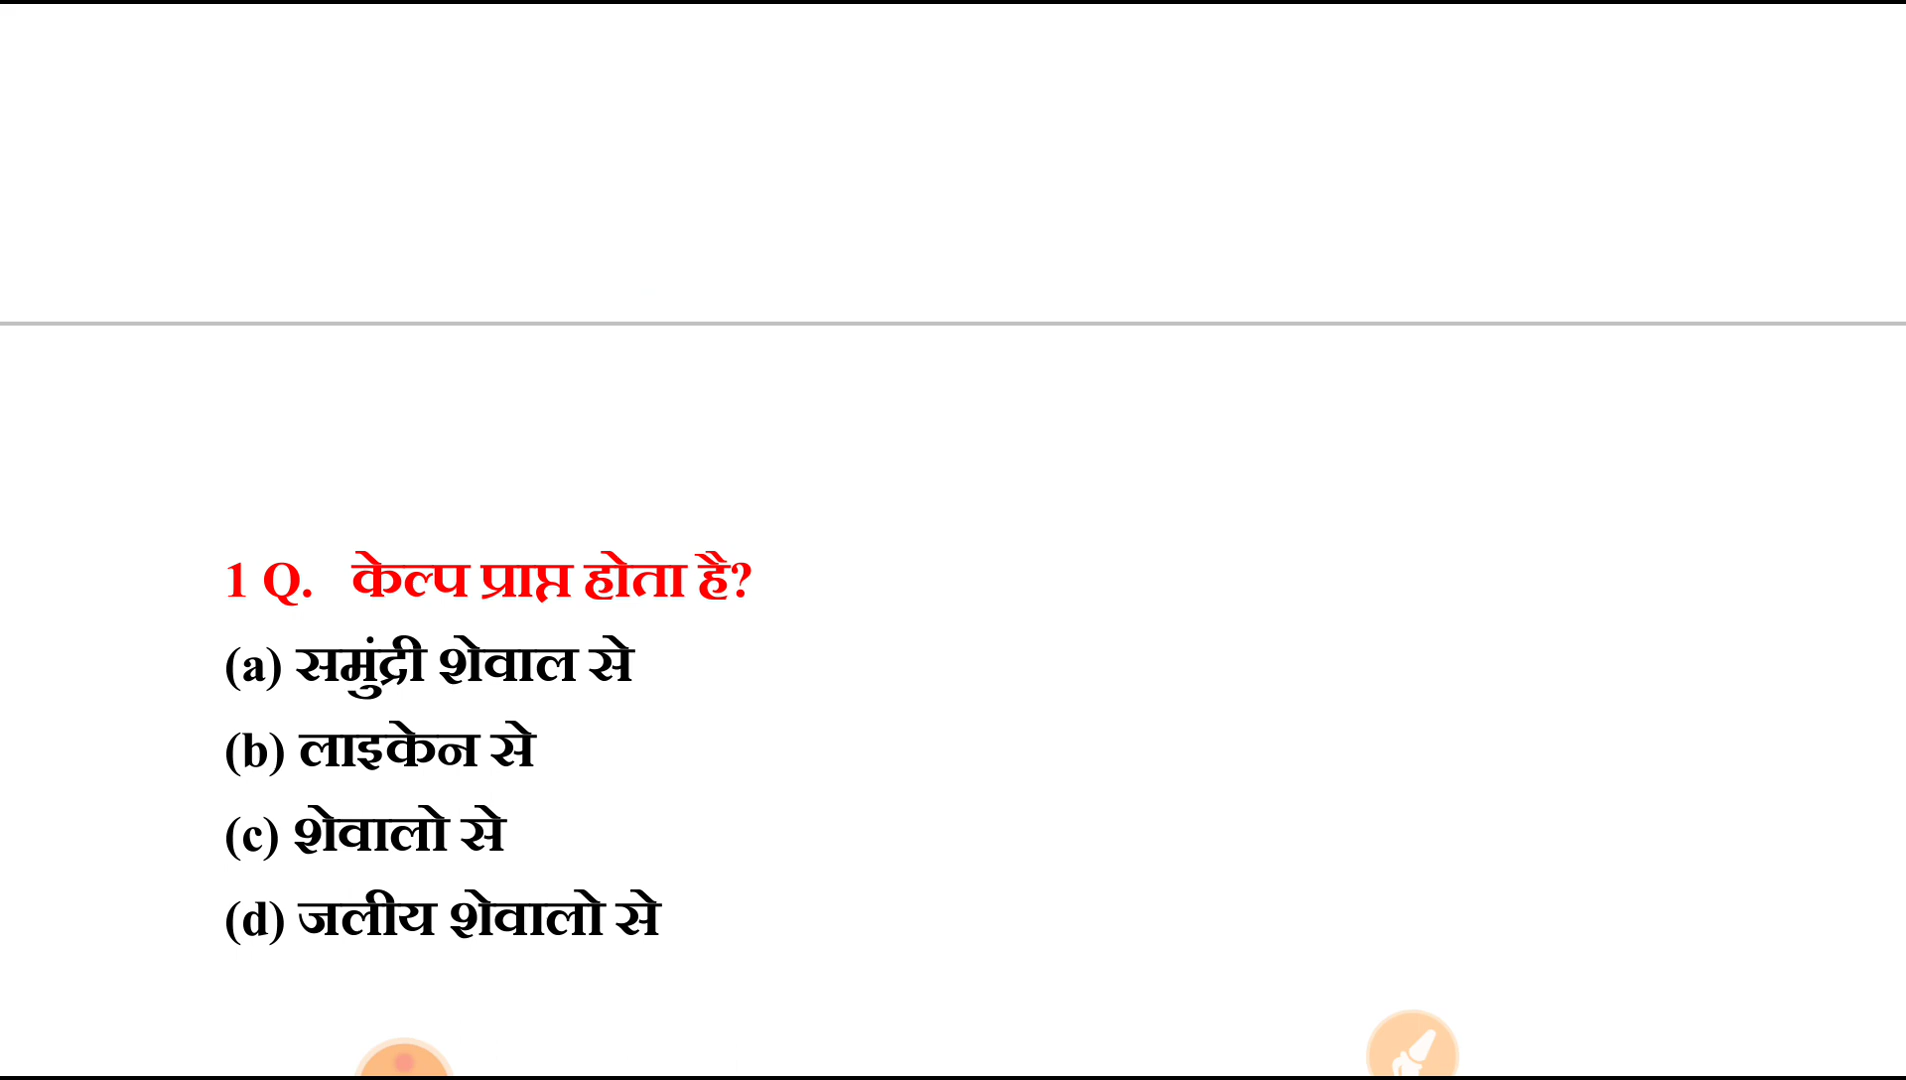 1 Q. केल्प प्राप्त होता है?
(a) समुंद्री शेवाल से
(b) लाइकेन से
(c) शेवालो से
(d) जलीय शेवालो से